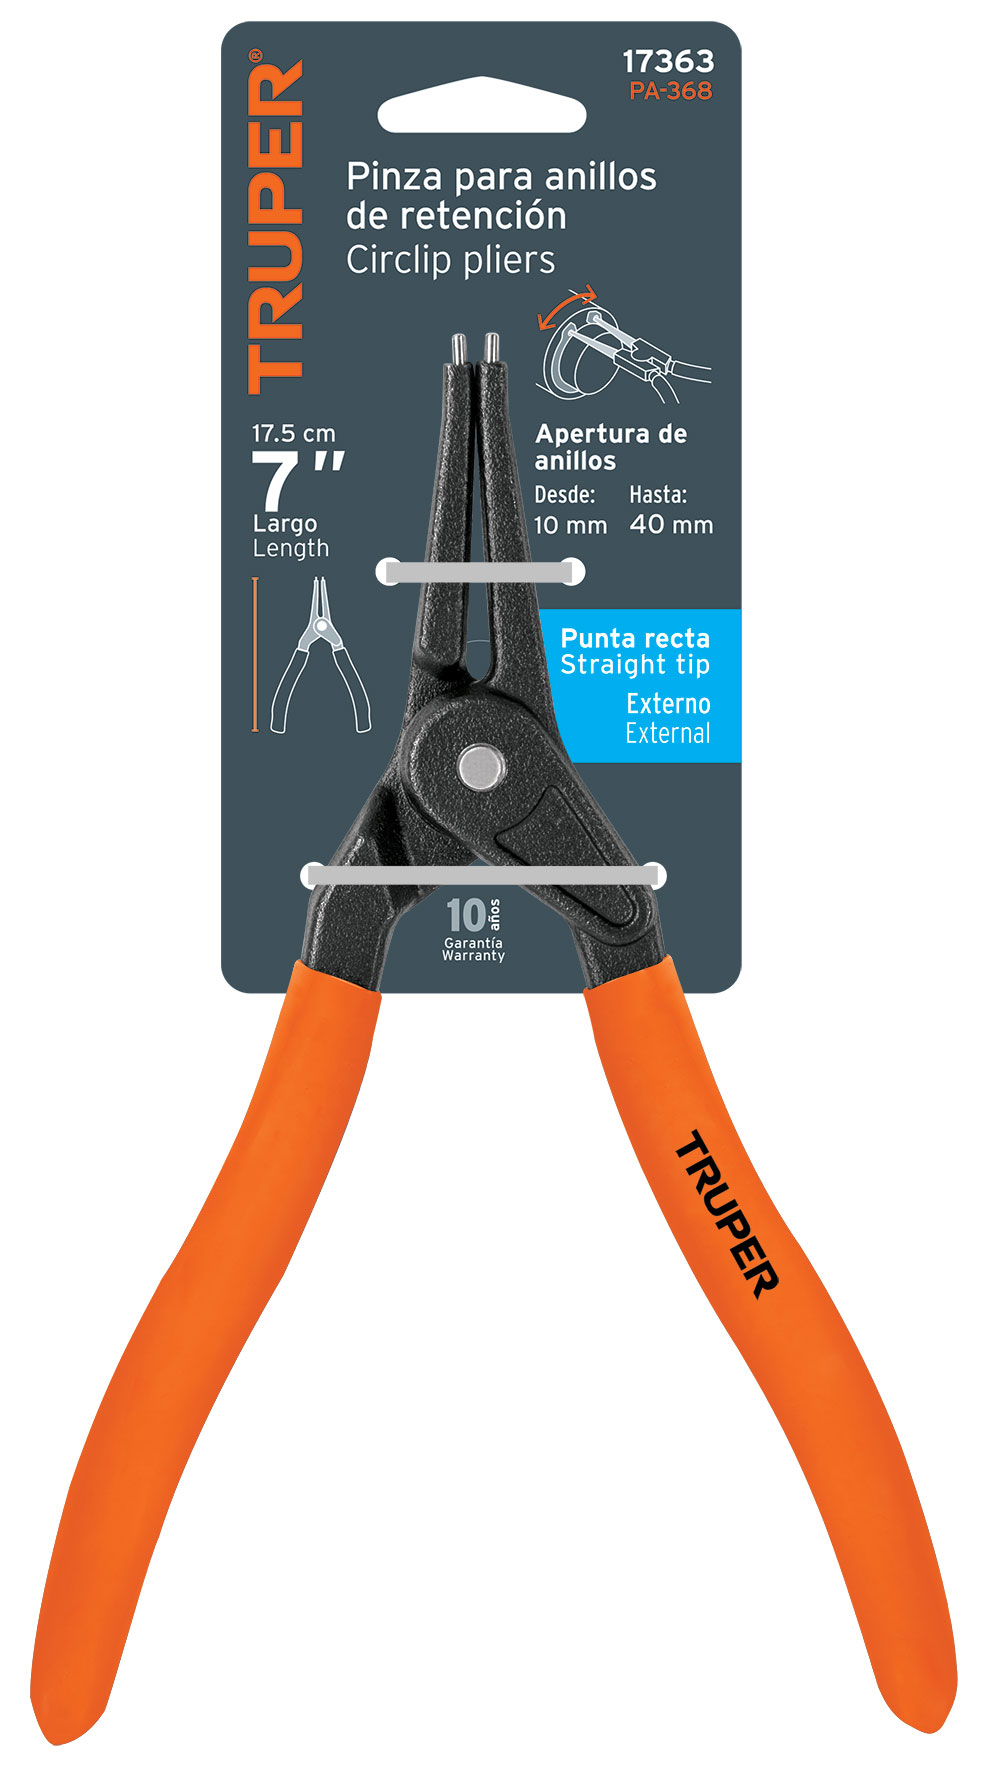 TRUPER®
17363
PA-368
Pinza para anillos
de retención
Circlip pliers
17.5 cm
7"
Largo
Length
Apertura de
anillos
Desde: Hasta:
10 mm 40 mm
Punta recta
Straight tip
Externo
External
10 años
Garantía
Warranty
TRUPER